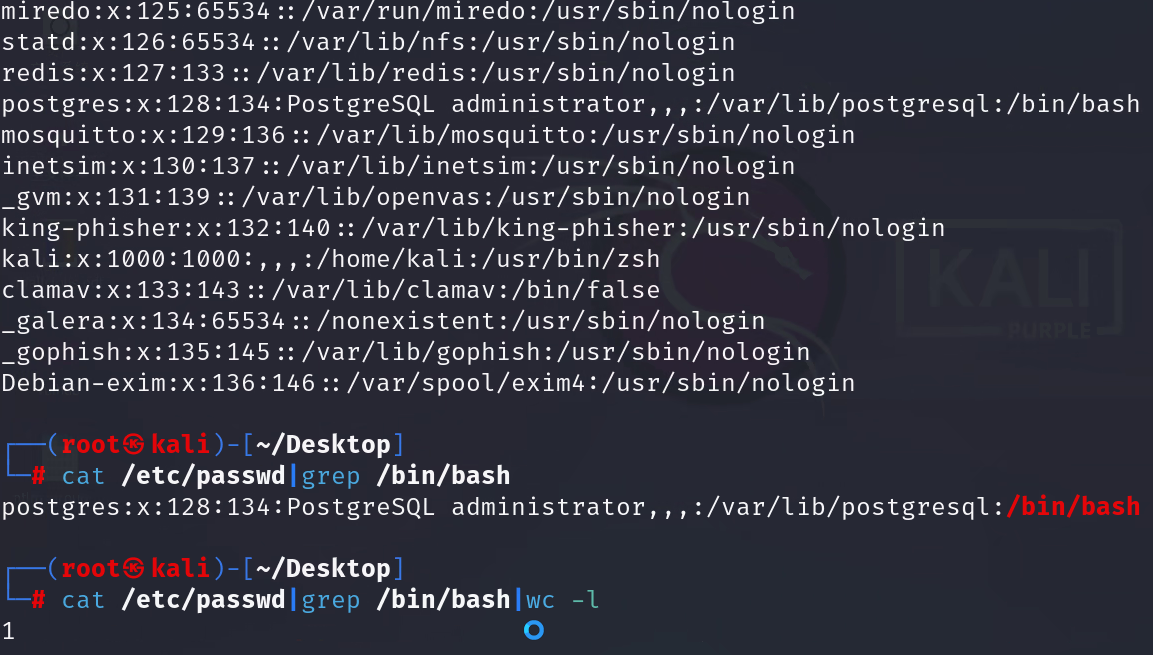 miredo:x:125:65534::/var/run/miredo:/usr/sbin/nologin
statd:x:126:65534::/var/lib/nfs:/usr/sbin/nologin
redis:x:127:133::/var/lib/redis:/usr/sbin/nologin
postgres:x:128:134:PostgreSQL administrator,,,:/var/lib/postgresql:/bin/bash
mosquitto:x:129:136::/var/lib/mosquitto:/usr/sbin/nologin
inetsim:x:130:137::/var/lib/inetsim:/usr/sbin/nologin
_gvm:x:131:139::/var/lib/openvas:/usr/sbin/nologin
king-phisher:x:132:140::/var/lib/king-phisher:/usr/sbin/nologin
kali:x:1000:1000:,,,:/home/kali:/usr/bin/zsh
clamav:x:133:143::/var/lib/clamav:/bin/false
_galera:x:134:65534::/nonexistent:/usr/sbin/nologin
_gophish:x:135:145::/var/lib/gophish:/usr/sbin/nologin
Debian-exim:x:136:146::/var/spool/exim4:/usr/sbin/nologin
┌──(root㉿kali)-[~/Desktop]
└─# cat /etc/passwd|grep /bin/bash
postgres:x:128:134:PostgreSQL administrator,,,:/var/lib/postgresql:/bin/bash
┌──(root㉿kali)-[~/Desktop]
└─# cat /etc/passwd|grep /bin/bash|wc -l
1
KALI
PURPLE